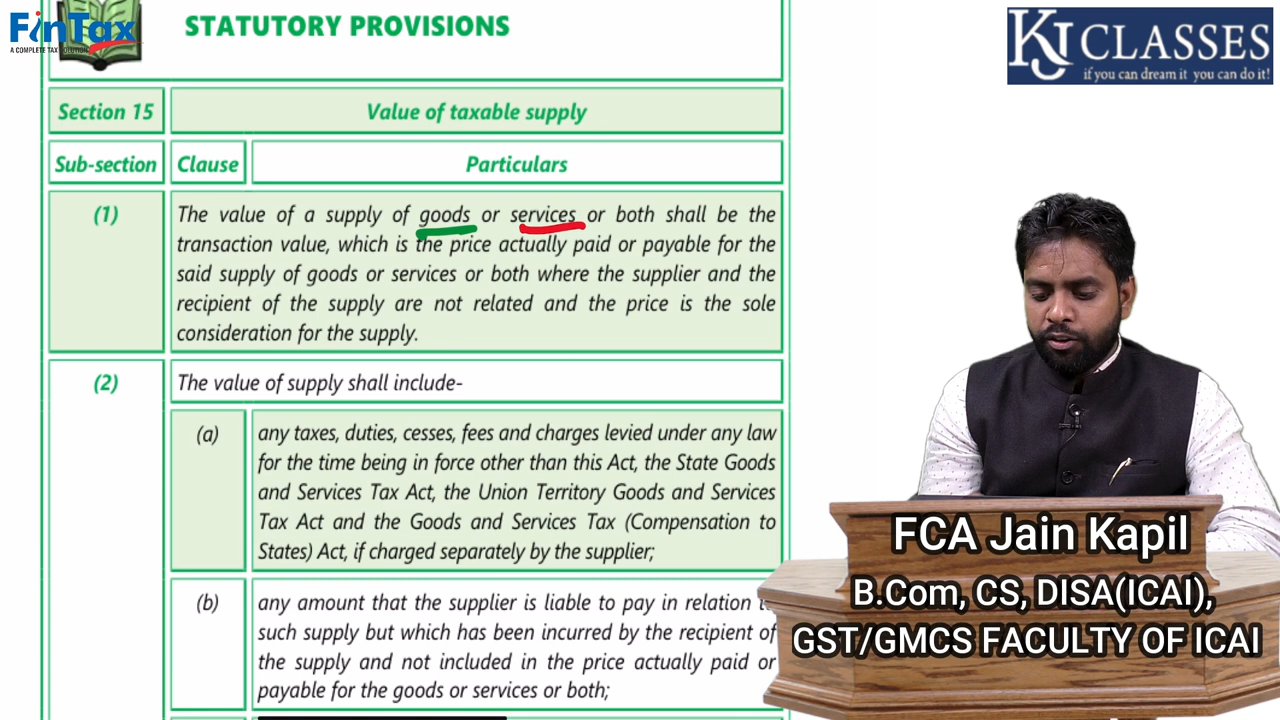 FinTax
A COMPLETE TAX SOLUTION
STATUTORY PROVISIONS
KJ CLASSES
if you can dream it you can do it!
Section 15
Value of taxable supply
Sub-section
Clause
Particulars
(1)
The value of a supply of goods or services or both shall be the
transaction value, which is the price actually paid or payable for the
said supply of goods or services or both where the supplier and the
recipient of the supply are not related and the price is the sole
consideration for the supply.
(2)
The value of supply shall include-
(a)
any taxes, duties, cesses, fees and charges levied under any law
for the time being in force other than this Act, the State Goods
and Services Tax Act, the Union Territory Goods and Services
Tax Act and the Goods and Services Tax (Compensation to
States) Act, if charged separately by the supplier;
(b)
any amount that the supplier is liable to pay in relation
such supply but which has been incurred by the recipient of
the supply and not included in the price actually paid or
payable for the goods or services or both;
FCA Jain Kapil
B.Com, CS, DISA(ICAI),
GST/GMCS FACULTY OF ICAI